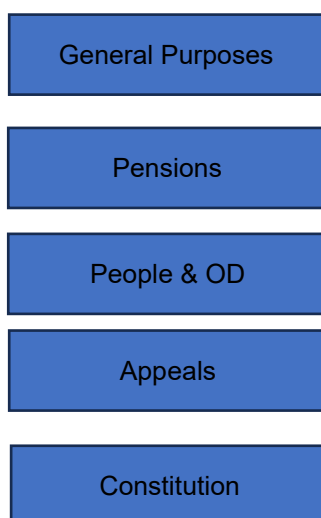 General Purposes
Pensions
People & OD
Appeals
Constitution